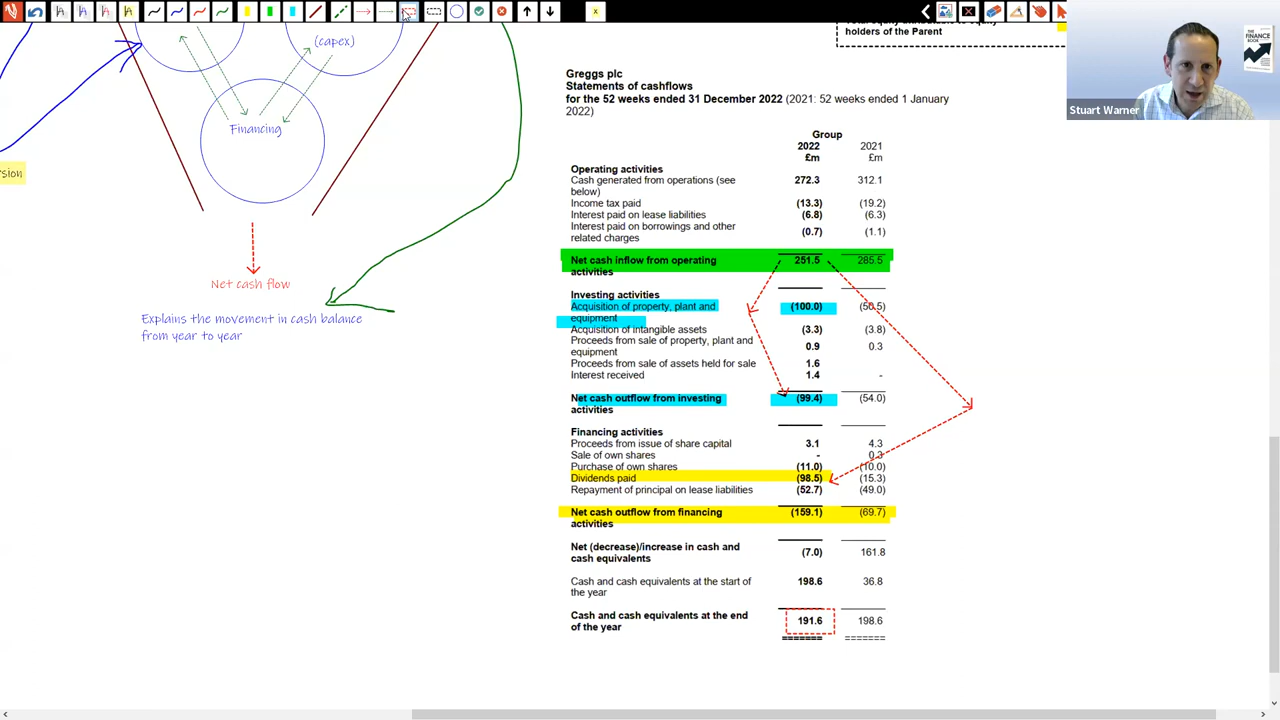 (capex)
Financing
sion
Net cash flow
Explains the movement in cash balance
from year to year
holders of the Parent
THE
FINANCE
BOOK
Stuart Warner
Greggs plc
Statements of cashflows
for the 52 weeks ended 31 December 2022 (2021: 52 weeks ended 1 January
2022)
Group
2022 2021
£m £m
Operating activities
Cash generated from operations (see
below) 272.3 312.1
Income tax paid (13.3) (19.2)
Interest paid on lease liabilities (6.8) (6.3)
Interest paid on borrowings and other
related charges (0.7) (1.1)
Net cash inflow from operating
activities 251.5 285.5
Investing activities
Acquisition of property, plant and
equipment (100.0) (50.5)
Acquisition of intangible assets (3.3) (3.8)
Proceeds from sale of property, plant and
equipment 0.9 0.3
Proceeds from sale of assets held for sale 1.6
Interest received 1.4 -
Net cash outflow from investing
activities (99.4) (54.0)
Financing activities
Proceeds from issue of share capital 3.1 4.3
Sale of own shares - 0.3
Purchase of own shares (11.0) (10.0)
Dividends paid (98.5) (15.3)
Repayment of principal on lease liabilities (52.7) (49.0)
Net cash outflow from financing
activities (159.1) (69.7)
Net (decrease)/increase in cash and
cash equivalents (7.0) 161.8
Cash and cash equivalents at the start of
the year 198.6 36.8
Cash and cash equivalents at the end
of the year 191.6 198.6
======= =======